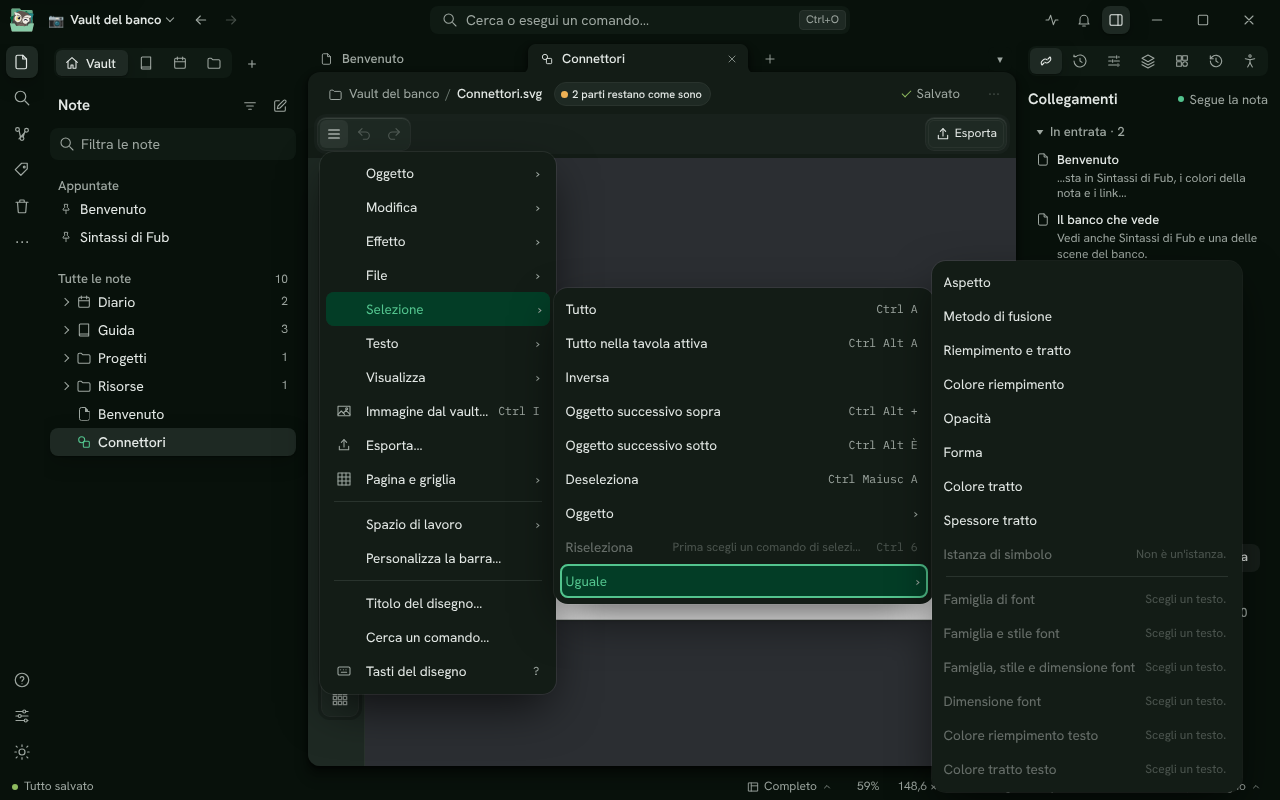 Vault del banco
Cerca o esegui un comando...
Ctrl+O
Vault
Note
Filtra le note
Appuntate
Benvenuto
Sintassi di Fub
Tutte le note 10
Diario 2
Guida 3
Progetti 1
Risorse 1
Benvenuto
Connettori
Tutto salvato
Benvenuto
Connettori
Vault del banco / Connettori.svg
2 parti restano come sono
Salvato
Esporta
Oggetto
Modifica
Effetto
File
Selezione
Testo
Visualizza
Immagine dal vault... Ctrl I
Esporta...
Pagina e griglia
Spazio di lavoro
Personalizza la barra...
Titolo del disegno...
Cerca un comando...
Tasti del disegno ?
Tutto Ctrl A
Tutto nella tavola attiva Ctrl Alt A
Inversa
Oggetto successivo sopra Ctrl Alt +
Oggetto successivo sotto Ctrl Alt È
Deseleziona Ctrl Maiusc A
Oggetto
Riseleziona Prima scegli un comando di selezi... Ctrl 6
Uguale
Aspetto
Metodo di fusione
Riempimento e tratto
Colore riempimento
Opacità
Forma
Colore tratto
Spessore tratto
Istanza di simbolo Non è un'istanza.
Famiglia di font Scegli un testo.
Famiglia e stile font Scegli un testo.
Famiglia, stile e dimensione font Scegli un testo.
Dimensione font Scegli un testo.
Colore riempimento testo Scegli un testo.
Colore tratto testo Scegli un testo.
Collegamenti
Segue la nota
In entrata · 2
Benvenuto
...sta in Sintassi di Fub, i colori della
nota e i link...
Il banco che vede
Vedi anche Sintassi di Fub e una delle
scene del banco.
Completo
59%
148,6 ×